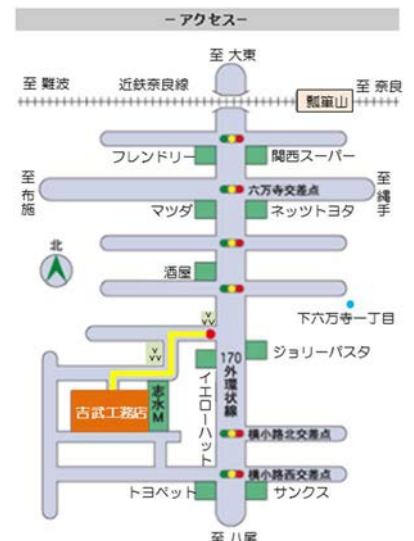 －アクセス－
至 大東
至 難波
近鉄奈良線
瓢箪山
至 奈良
フレンドリー
関西スーパー
至布施
六万寺交差点
至縄手
マツダ
ネッツトヨタ
北
酒屋
下六万寺一丁目
170
外環状線
ジョリーパスタ
イエローハット
志水M
吉武工務店
横小路北交差点
横小路西交差点
トヨペット
サンクス
至 八尾